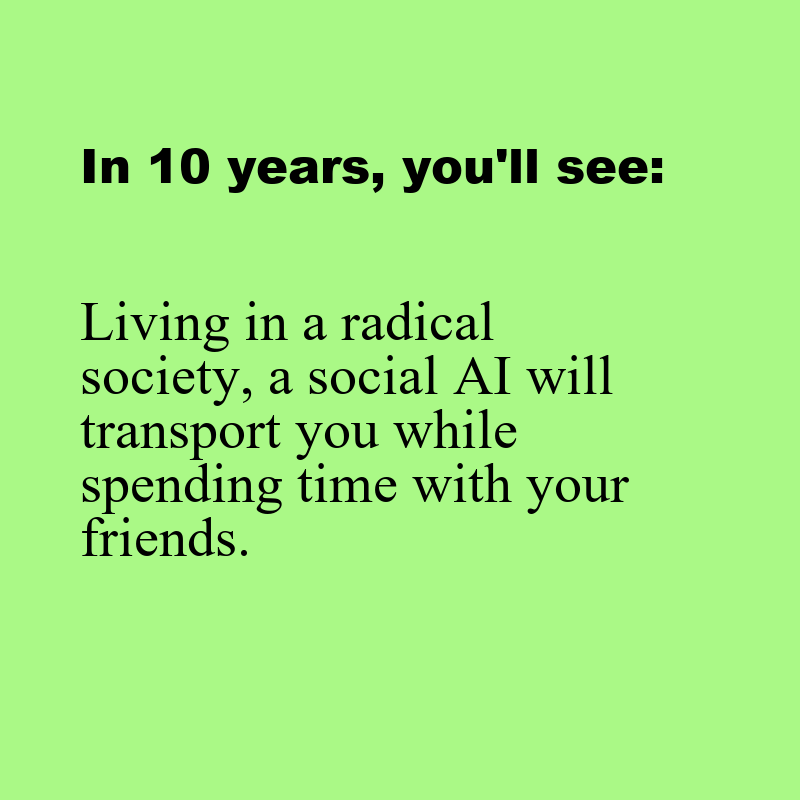 In 10 years, you'll see:
Living in a radical
society, a social AI will
transport you while
spending time with your
friends.